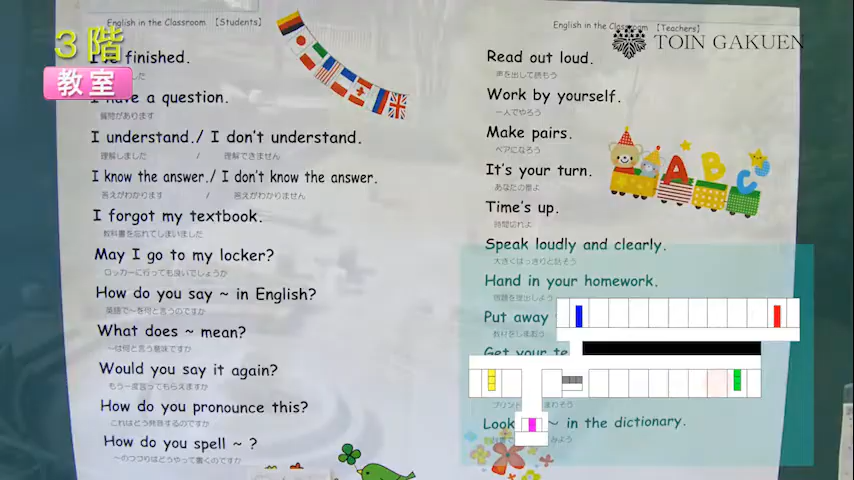 3階
教室
TOIN GAKUEN
English in the Classroom 【Students】
finished.
a question.
質問があります
I understand./ I don't understand.
理解しました / 理解できません
I know the answer./ I don't know the answer.
答えがわかります / 答えがわかりません
I forgot my textbook.
教科書を忘れてしまいました
May I go to my locker?
ロッカーに行っても良いでしょうか
How do you say ~ in English?
英語で~を何と言うのですか
What does ~ mean?
~は何と言う意味ですか
Would you say it again?
もう一度言ってもらえますか
How do you pronounce this?
これはどう発音するのですか
How do you spell ~ ?
~のつづりはどうやって書くのですか
English in the Classroom 【Teachers】
Read out loud.
声を出して読もう
Work by yourself.
一人でやろう
Make pairs.
ペアになろう
It's your turn.
あなたの番よ
Time's up.
時間切れよ
Speak loudly and clearly.
大きくはっきりと話そう
Hand in your homework.
宿題を提出しよう
Put away
Get your
Look ~ in the dictionary.
A B C